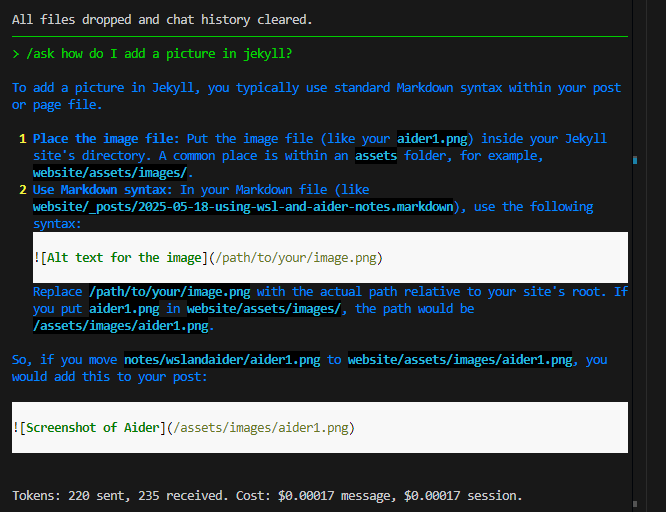 All files dropped and chat history cleared.
> /ask how do I add a picture in jekyll?
To add a picture in Jekyll, you typically use standard Markdown syntax within your post
or page file.
1 Place the image file: Put the image file (like your aider1.png) inside your Jekyll
site's directory. A common place is within an assets folder, for example,
website/assets/images/.
2 Use Markdown syntax: In your Markdown file (like
website/_posts/2025-05-18-using-wsl-and-aider-notes.markdown), use the following
syntax:
![Alt text for the image](/path/to/your/image.png)
Replace /path/to/your/image.png with the actual path relative to your site's root. If
you put aider1.png in website/assets/images/, the path would be
/assets/images/aider1.png.
So, if you move notes/wslandaider/aider1.png to website/assets/images/aider1.png, you
would add this to your post:
![Screenshot of Aider](/assets/images/aider1.png)
Tokens: 220 sent, 235 received. Cost: $0.00017 message, $0.00017 session.